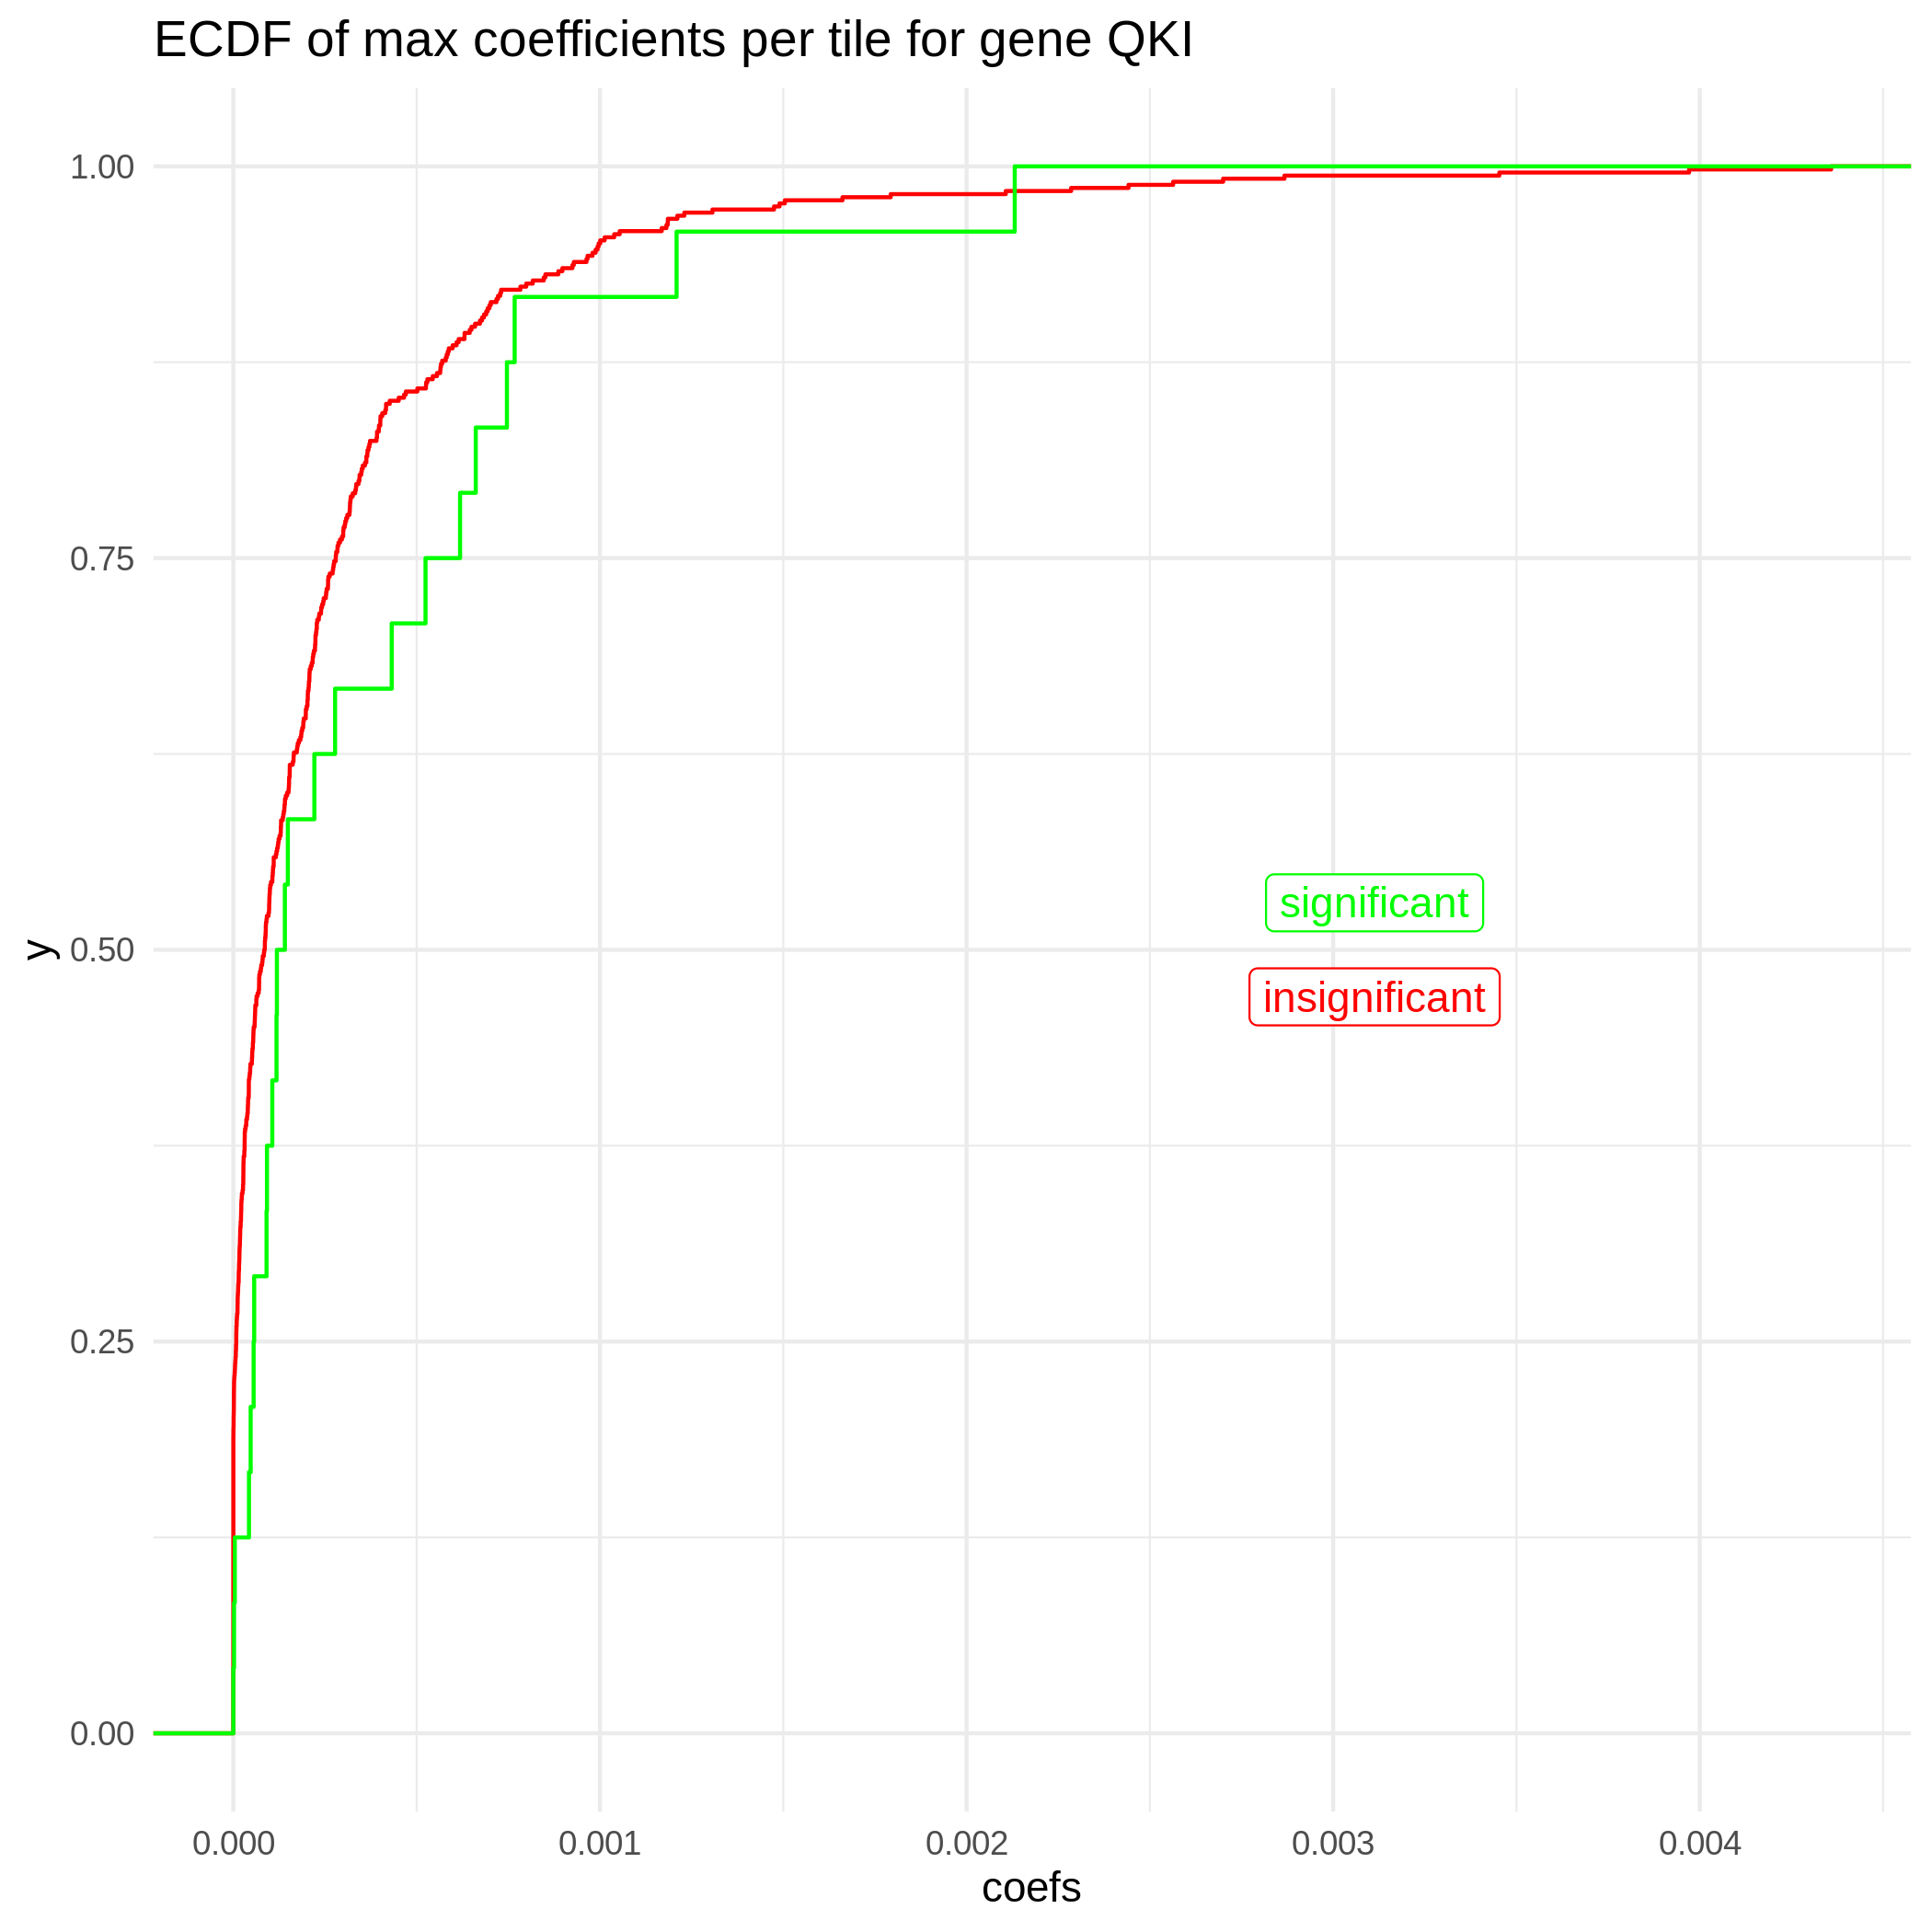 ECDF of max coefficients per tile for gene QKI
1.00
0.75
0.50
0.25
0.00
y
significant
insignificant
0.000 0.001 0.002 0.003 0.004
coefs